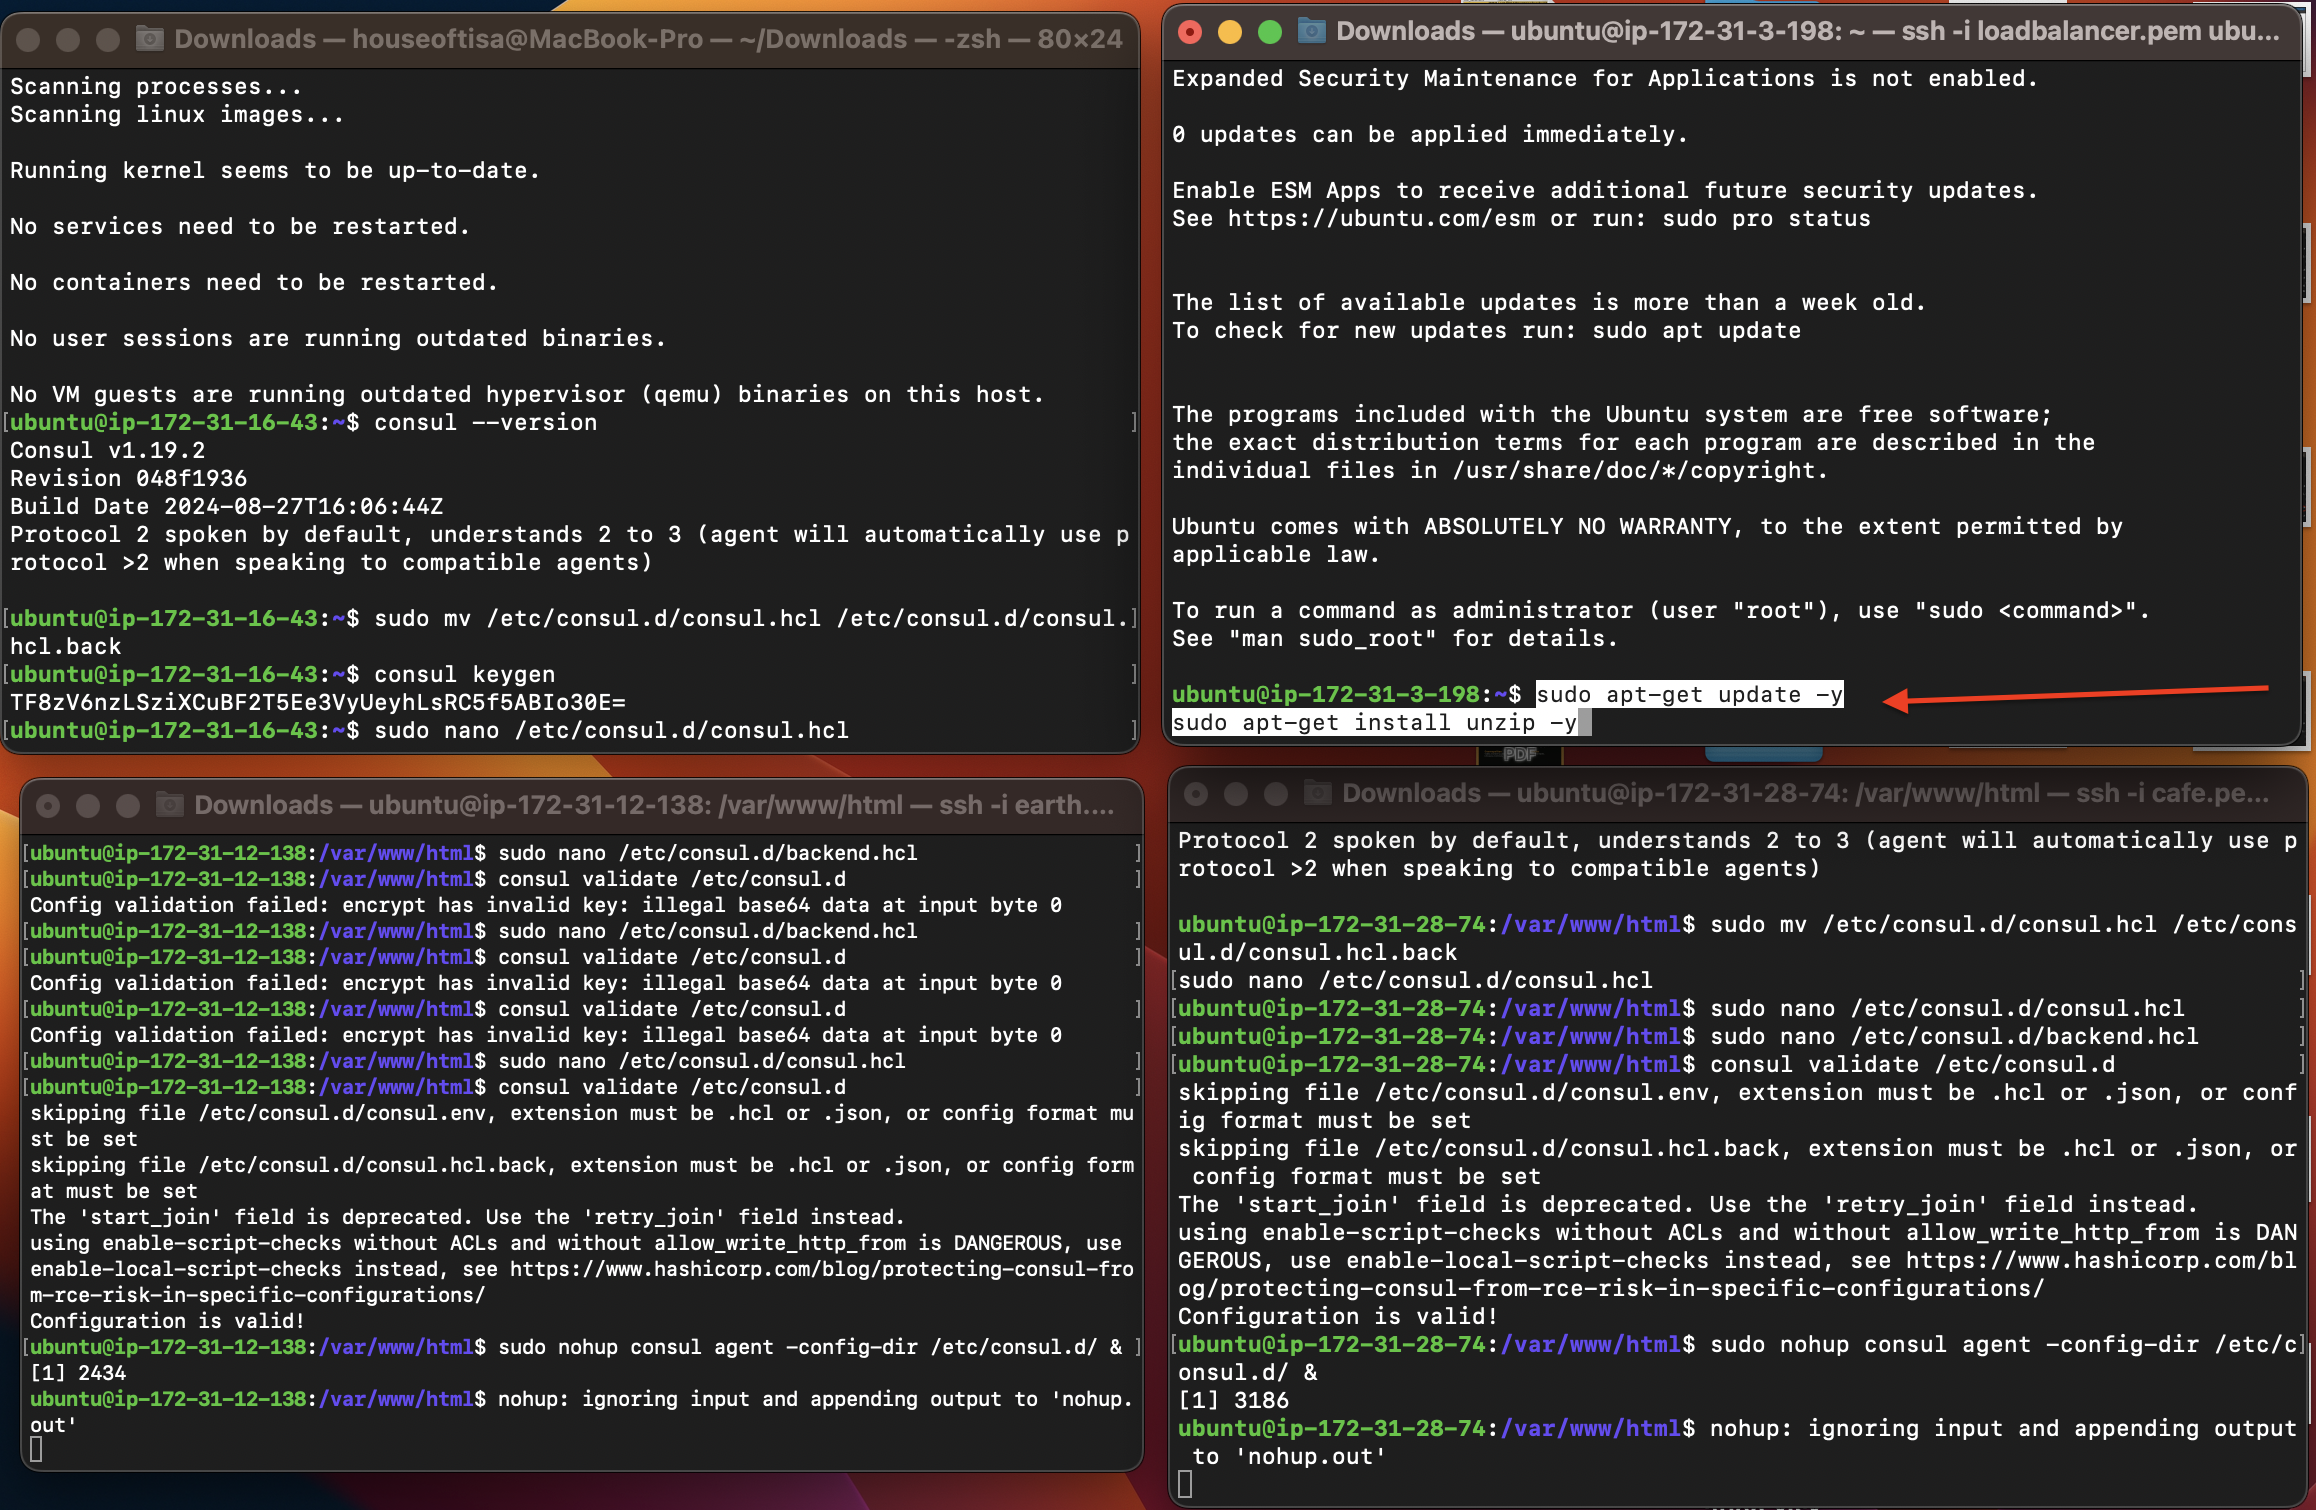 Downloads — houseoftisa@MacBook-Pro — ~/Downloads — -zsh — 80×24
Scanning processes...
Scanning linux images...
Running kernel seems to be up-to-date.
No services need to be restarted.
No containers need to be restarted.
No user sessions are running outdated binaries.
No VM guests are running outdated hypervisor (qemu) binaries on this host.
[ubuntu@ip-172-31-16-43:~$ consul --version ]
Consul v1.19.2
Revision 048f1936
Build Date 2024-08-27T16:06:44Z
Protocol 2 spoken by default, understands 2 to 3 (agent will automatically use p
rotocol >2 when speaking to compatible agents)
[ubuntu@ip-172-31-16-43:~$ sudo mv /etc/consul.d/consul.hcl /etc/consul.d/consul.]
hcl.back
[ubuntu@ip-172-31-16-43:~$ consul keygen ]
TF8zV6nzLSziXCuBF2T5Ee3VyUeyhLsRC5f5ABIo30E=
[ubuntu@ip-172-31-16-43:~$ sudo nano /etc/consul.d/consul.hcl ]
Downloads — ubuntu@ip-172-31-3-198: ~ — ssh -i loadbalancer.pem ubu...
Expanded Security Maintenance for Applications is not enabled.
0 updates can be applied immediately.
Enable ESM Apps to receive additional future security updates.
See https://ubuntu.com/esm or run: sudo pro status
The list of available updates is more than a week old.
To check for new updates run: sudo apt update
The programs included with the Ubuntu system are free software;
the exact distribution terms for each program are described in the
individual files in /usr/share/doc/*/copyright.
Ubuntu comes with ABSOLUTELY NO WARRANTY, to the extent permitted by
applicable law.
To run a command as administrator (user "root"), use "sudo <command>".
See "man sudo_root" for details.
ubuntu@ip-172-31-3-198:~$ sudo apt-get update -y
sudo apt-get install unzip -y
PDF
Downloads — ubuntu@ip-172-31-12-138: /var/www/html — ssh -i earth....
[ubuntu@ip-172-31-12-138:/var/www/html$ sudo nano /etc/consul.d/backend.hcl ]
[ubuntu@ip-172-31-12-138:/var/www/html$ consul validate /etc/consul.d ]
Config validation failed: encrypt has invalid key: illegal base64 data at input byte 0
[ubuntu@ip-172-31-12-138:/var/www/html$ sudo nano /etc/consul.d/backend.hcl ]
[ubuntu@ip-172-31-12-138:/var/www/html$ consul validate /etc/consul.d ]
Config validation failed: encrypt has invalid key: illegal base64 data at input byte 0
[ubuntu@ip-172-31-12-138:/var/www/html$ consul validate /etc/consul.d ]
Config validation failed: encrypt has invalid key: illegal base64 data at input byte 0
[ubuntu@ip-172-31-12-138:/var/www/html$ sudo nano /etc/consul.d/consul.hcl ]
[ubuntu@ip-172-31-12-138:/var/www/html$ consul validate /etc/consul.d ]
skipping file /etc/consul.d/consul.env, extension must be .hcl or .json, or config format mu
st be set
skipping file /etc/consul.d/consul.hcl.back, extension must be .hcl or .json, or config form
at must be set
The 'start_join' field is deprecated. Use the 'retry_join' field instead.
using enable-script-checks without ACLs and without allow_write_http_from is DANGEROUS, use
enable-local-script-checks instead, see https://www.hashicorp.com/blog/protecting-consul-fro
m-rce-risk-in-specific-configurations/
Configuration is valid!
[ubuntu@ip-172-31-12-138:/var/www/html$ sudo nohup consul agent -config-dir /etc/consul.d/ & ]
[1] 2434
ubuntu@ip-172-31-12-138:/var/www/html$ nohup: ignoring input and appending output to 'nohup.
out'
Downloads — ubuntu@ip-172-31-28-74: /var/www/html — ssh -i cafe.pe...
Protocol 2 spoken by default, understands 2 to 3 (agent will automatically use p
rotocol >2 when speaking to compatible agents)
ubuntu@ip-172-31-28-74:/var/www/html$ sudo mv /etc/consul.d/consul.hcl /etc/cons
ul.d/consul.hcl.back
[sudo nano /etc/consul.d/consul.hcl ]
[ubuntu@ip-172-31-28-74:/var/www/html$ sudo nano /etc/consul.d/consul.hcl ]
[ubuntu@ip-172-31-28-74:/var/www/html$ sudo nano /etc/consul.d/backend.hcl ]
[ubuntu@ip-172-31-28-74:/var/www/html$ consul validate /etc/consul.d ]
skipping file /etc/consul.d/consul.env, extension must be .hcl or .json, or conf
ig format must be set
skipping file /etc/consul.d/consul.hcl.back, extension must be .hcl or .json, or
 config format must be set
The 'start_join' field is deprecated. Use the 'retry_join' field instead.
using enable-script-checks without ACLs and without allow_write_http_from is DAN
GEROUS, use enable-local-script-checks instead, see https://www.hashicorp.com/bl
og/protecting-consul-from-rce-risk-in-specific-configurations/
Configuration is valid!
[ubuntu@ip-172-31-28-74:/var/www/html$ sudo nohup consul agent -config-dir /etc/c]
onsul.d/ &
[1] 3186
ubuntu@ip-172-31-28-74:/var/www/html$ nohup: ignoring input and appending output
 to 'nohup.out'